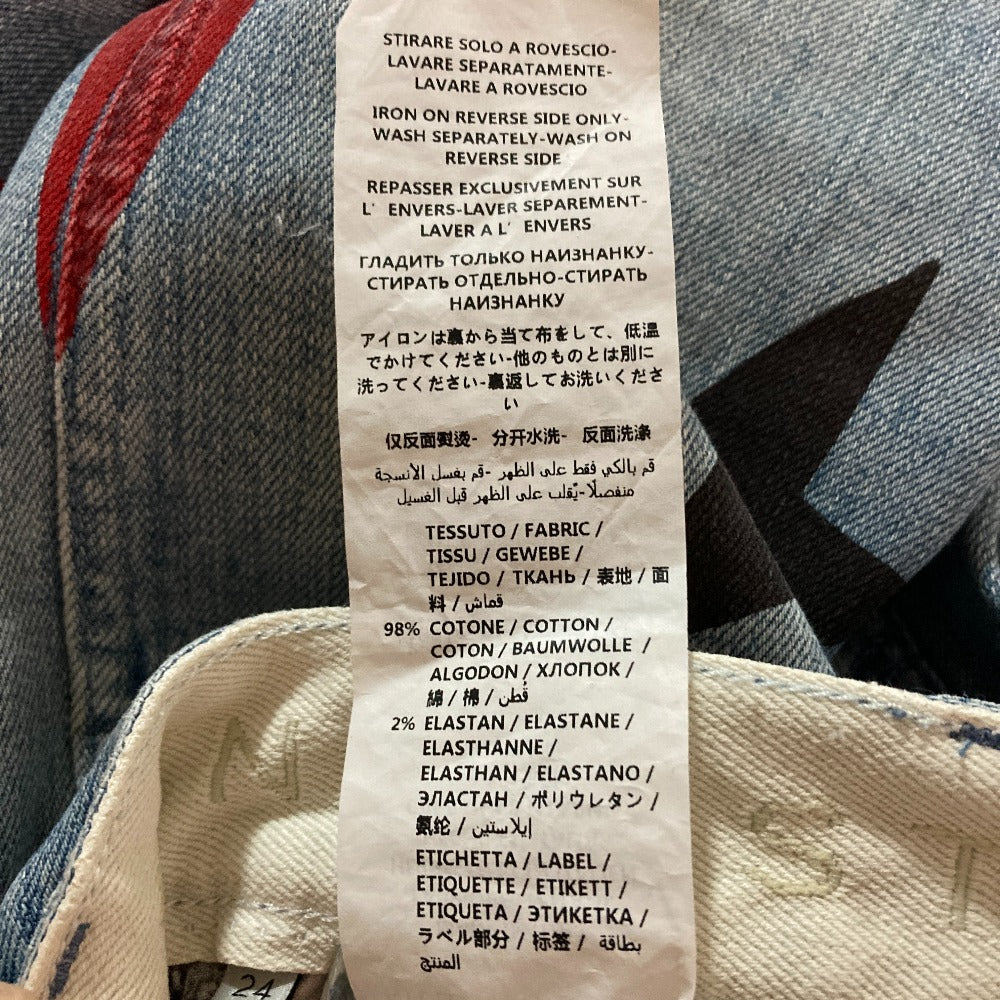 STIRARE SOLO A ROVESCIO-
LAVARE SEPARATAMENTE-
LAVARE A ROVESCIO
IRON ON REVERSE SIDE ONLY-
WASH SEPARATELY-WASH ON
REVERSE SIDE
REPASSER EXCLUSIVEMENT SUR
L' ENVERS-LAVER SEPAREMENT-
LAVER A L' ENVERS
ГЛАДИТЬ ТОЛЬКО НАИЗНАНКУ-
СТИРАТЬ ОТДЕЛЬНО-СТИРАТЬ
НАИЗНАНКУ
アイロンは裏から当て布をして、低温
でかけてください-他のものとは別に
洗ってください-裏返してお洗いくださ
い
仅反面熨烫- 分开水洗- 反面洗涤
قم بالكي فقط على الظهر -قم بغسل الأنسجة
منفصلًا-يُقلب على الظهر قبل الغسيل
TESSUTO / FABRIC /
TISSU / GEWEBE /
TEJIDO / ТКАНЬ / 表地 / 面
料 / قماش
98% COTONE / COTTON /
COTON / BAUMWOLLE /
ALGODON / ХЛОПОК /
綿 / 棉 / قُطن
2% ELASTAN / ELASTANE /
ELASTHANNE /
ELASTHAN / ELASTANO /
ЭЛАСТАН / ポリウレタン /
氨纶 / إيلاستين
ETICHETTA / LABEL /
ETIQUETTE / ETIKETT /
ETIQUETA / ЭТИКЕТКА /
ラベル部分 / 标签 / بطاقة
المنتج
N S
24